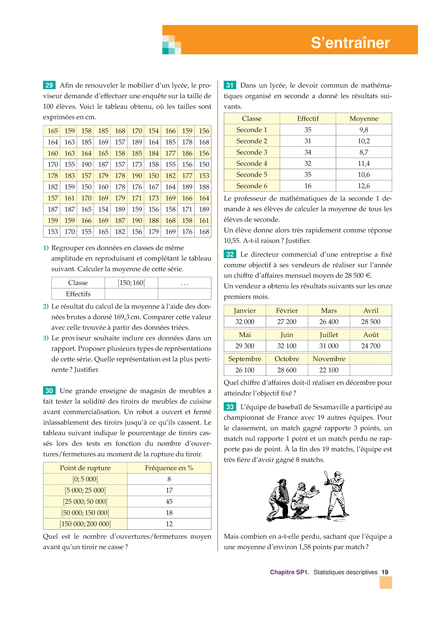 S'entraîner
29 Afin de renouveler le mobilier d'un lycée, le pro-
viseur demande d'effectuer une enquête sur la taille de
100 élèves. Voici le tableau obtenu, où les tailles sont
exprimées en cm.
165 159 158 185 168 170 154 166 159 156
164 163 185 169 157 189 164 185 178 168
160 163 164 165 158 185 184 177 186 156
170 155 190 187 157 173 158 155 156 150
178 183 157 179 178 190 150 182 177 153
182 159 150 160 178 176 167 164 189 188
157 161 170 169 179 171 173 169 166 164
187 187 165 154 189 159 156 158 171 189
159 159 166 169 187 190 188 168 158 161
153 170 155 165 182 156 179 169 176 168
1) Regrouper ces données en classes de même
amplitude en reproduisant et complétant le tableau
suivant. Calculer la moyenne de cette série.
Classe [150; 160[ ...
Effectifs
2) Le résultat du calcul de la moyenne à l'aide des don-
nées brutes a donné 169,3 cm. Comparer cette valeur
avec celle trouvée à partir des données triées.
3) Le proviseur souhaite inclure ces données dans un
rapport. Proposer plusieurs types de représentations
de cette série. Quelle représentation est la plus perti-
nente ? Justifier.
30 Une grande enseigne de magasin de meubles a
fait tester la solidité des tiroirs de meubles de cuisine
avant commercialisation. Un robot a ouvert et fermé
inlassablement des tiroirs jusqu'à ce qu'ils cassent. Le
tableau suivant indique le pourcentage de tiroirs cas-
sés lors des tests en fonction du nombre d'ouver-
tures/fermetures au moment de la rupture du tiroir.
Point de rupture Fréquence en %
[0; 5 000[ 8
[5 000; 25 000[ 17
[25 000; 50 000[ 45
[50 000; 150 000[ 18
[150 000; 200 000] 12
Quel est le nombre d'ouvertures/fermetures moyen
avant qu'un tiroir ne casse ?
31 Dans un lycée, le devoir commun de mathéma-
tiques organisé en seconde a donné les résultats sui-
vants.
Classe Effectif Moyenne
Seconde 1 35 9,8
Seconde 2 31 10,2
Seconde 3 34 8,7
Seconde 4 32 11,4
Seconde 5 35 10,6
Seconde 6 16 12,6
Le professeur de mathématiques de la seconde 1 de-
mande à ses élèves de calculer la moyenne de tous les
élèves de seconde.
Un élève donne alors très rapidement comme réponse
10,55. A-t-il raison ? Justifier.
32 Le directeur commercial d'une entreprise a fixé
comme objectif à ses vendeurs de réaliser sur l'année
un chiffre d'affaires mensuel moyen de 28 500 €.
Un vendeur a obtenu les résultats suivants sur les onze
premiers mois.
Janvier Février Mars Avril
32 000 27 200 26 400 28 500
Mai Juin Juillet Août
29 300 32 100 31 000 24 700
Septembre Octobre Novembre
26 100 28 600 22 100
Quel chiffre d'affaires doit-il réaliser en décembre pour
atteindre l'objectif fixé ?
33 L'équipe de baseball de Sesamaville a participé au
championnat de France avec 19 autres équipes. Pour
le classement, un match gagné rapporte 3 points, un
match nul rapporte 1 point et un match perdu ne rap-
porte pas de point. À la fin des 19 matchs, l'équipe est
très fière d'avoir gagné 8 matchs.
Mais combien en a-t-elle perdu, sachant que l'équipe a
une moyenne d'environ 1,58 points par match ?
Chapitre SP1. Statistiques descriptives 19